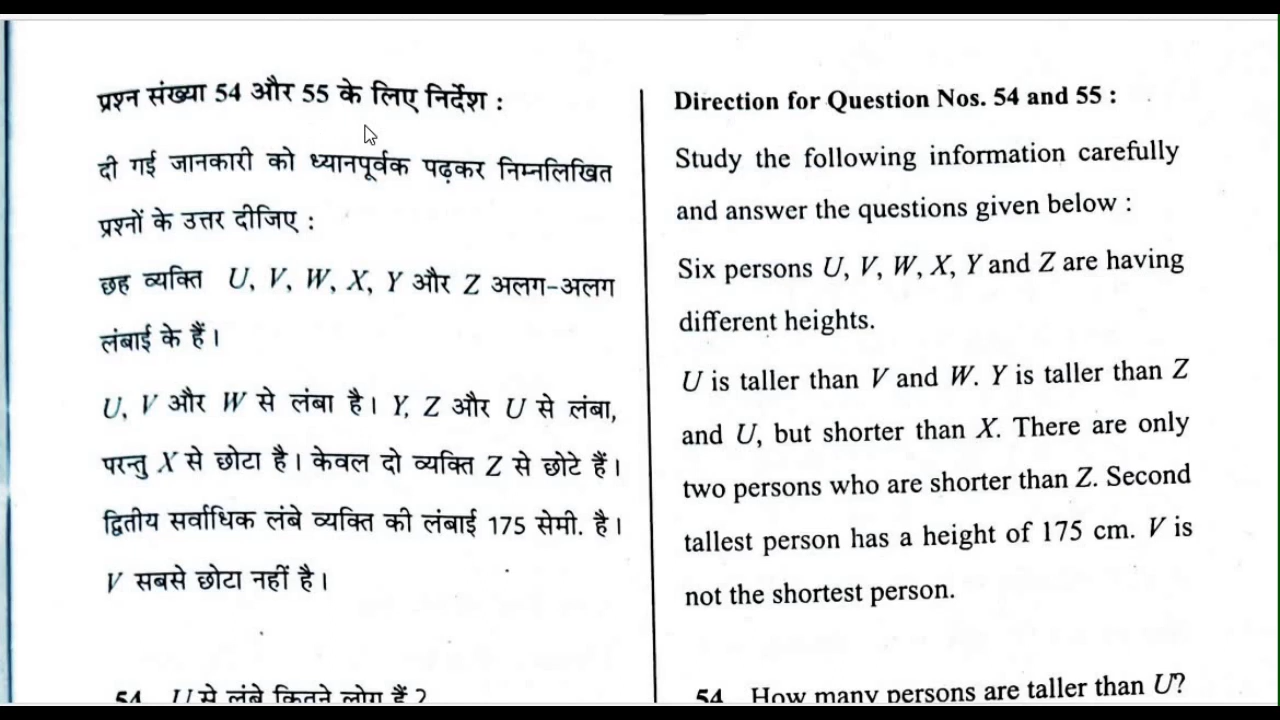 प्रश्न संख्या 54 और 55 के लिए निर्देश :
दी गई जानकारी को ध्यानपूर्वक पढ़कर निम्नलिखित
प्रश्नों के उत्तर दीजिए :
छह व्यक्ति U, V, W, X, Y और Z अलग-अलग
लंबाई के हैं।
U, V और W से लंबा है। Y, Z और U से लंबा,
परन्तु X से छोटा है। केवल दो व्यक्ति Z से छोटे हैं।
द्वितीय सर्वाधिक लंबे व्यक्ति की लंबाई 175 सेमी. है।
V सबसे छोटा नहीं है।
54 U से लंबे कितने लोग हैं ?
Direction for Question Nos. 54 and 55 :
Study the following information carefully
and answer the questions given below :
Six persons U, V, W, X, Y and Z are having
different heights.
U is taller than V and W. Y is taller than Z
and U, but shorter than X. There are only
two persons who are shorter than Z. Second
tallest person has a height of 175 cm. V is
not the shortest person.
54 How many persons are taller than U?